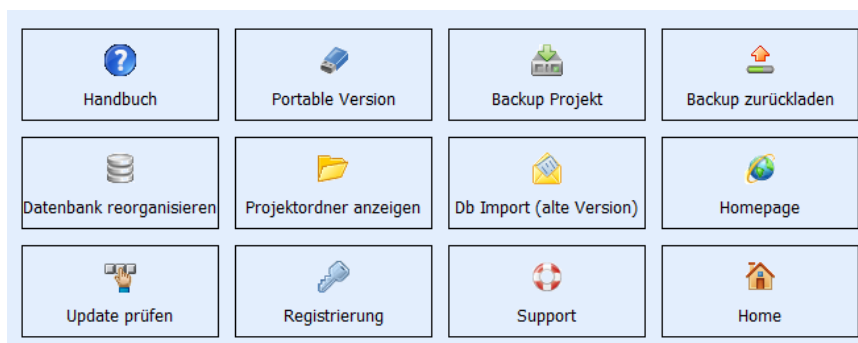 Handbuch
Portable Version
Backup Projekt
Backup zurückladen
Datenbank reorganisieren
Projektordner anzeigen
Db Import (alte Version)
Homepage
Update prüfen
Registrierung
Support
Home